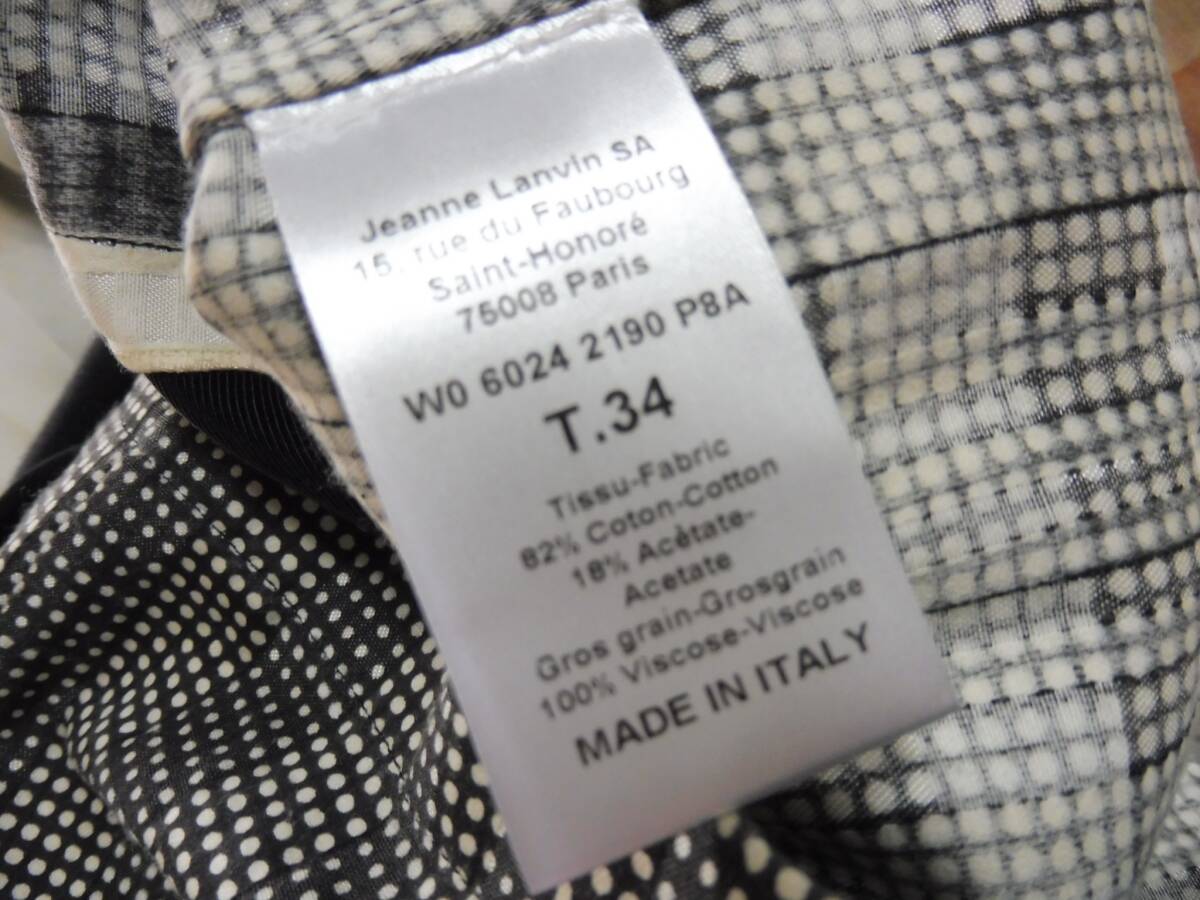 Jeanne Lanvin SA
15, rue du Faubourg
Saint-Honoré
75008 Paris
W0 6024 2190 P8A
T.34
Tissu-Fabric
82% Coton-Cotton
18% Acètate-
Acetate
Gros grain-Grosgrain
100% Viscose-Viscose
MADE IN ITALY